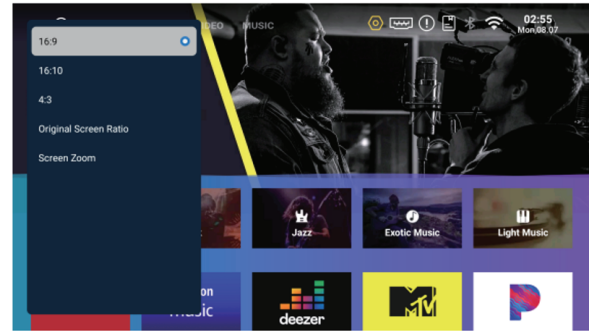 16:9
16:10
4:3
Original Screen Ratio
Screen Zoom
MUSIC
02:55
Mon,08.07
Jazz
Exotic Music
Light Music
deezer